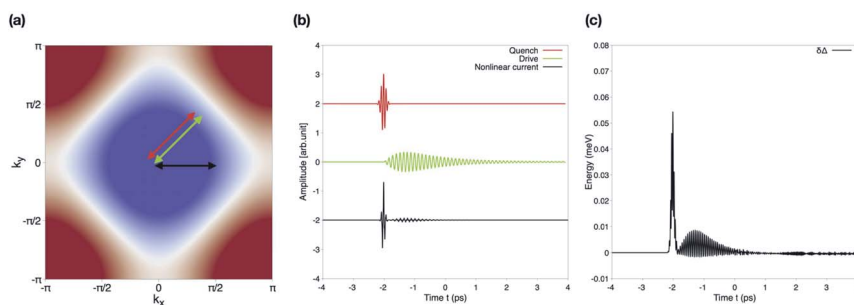 (a)
(b)
(c)
π
π/2
0
-π/2
-π
-π
-π/2
0
π/2
π
k_y
k_x
Quench
Drive
Nonlinear current
4
3
2
1
0
-1
-2
-3
-4
-4
-3
-2
-1
0
1
2
3
4
Amplitude [arb.unit]
Time t (ps)
δΔ
0.08
0.07
0.06
0.05
0.04
0.03
0.02
0.01
0
-0.01
-4
-3
-2
-1
0
1
2
3
Energy (meV)
Time t (ps)